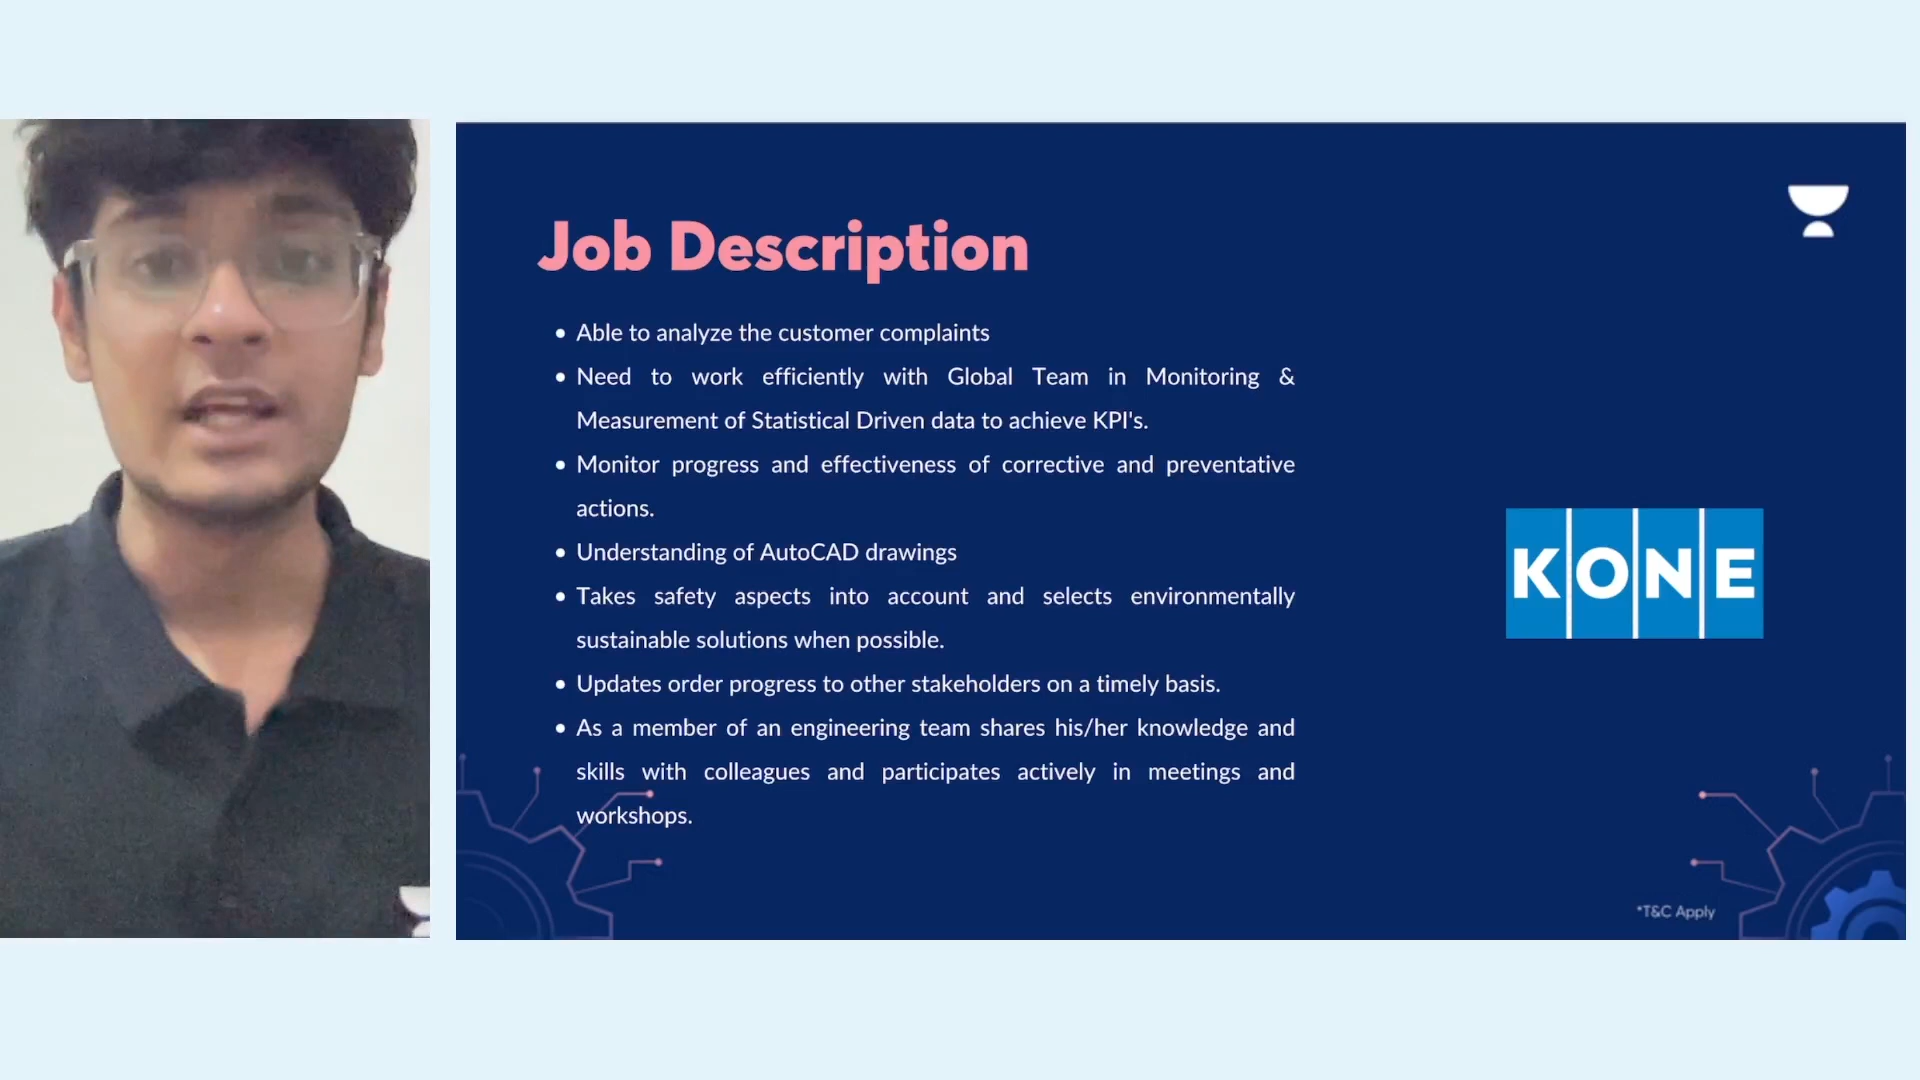 Job Description
• Able to analyze the customer complaints
• Need to work efficiently with Global Team in Monitoring &
Measurement of Statistical Driven data to achieve KPI's.
• Monitor progress and effectiveness of corrective and preventative
actions.
• Understanding of AutoCAD drawings
• Takes safety aspects into account and selects environmentally
sustainable solutions when possible.
• Updates order progress to other stakeholders on a timely basis.
• As a member of an engineering team shares his/her knowledge and
skills with colleagues and participates actively in meetings and
workshops.
KONE
*T&C Apply